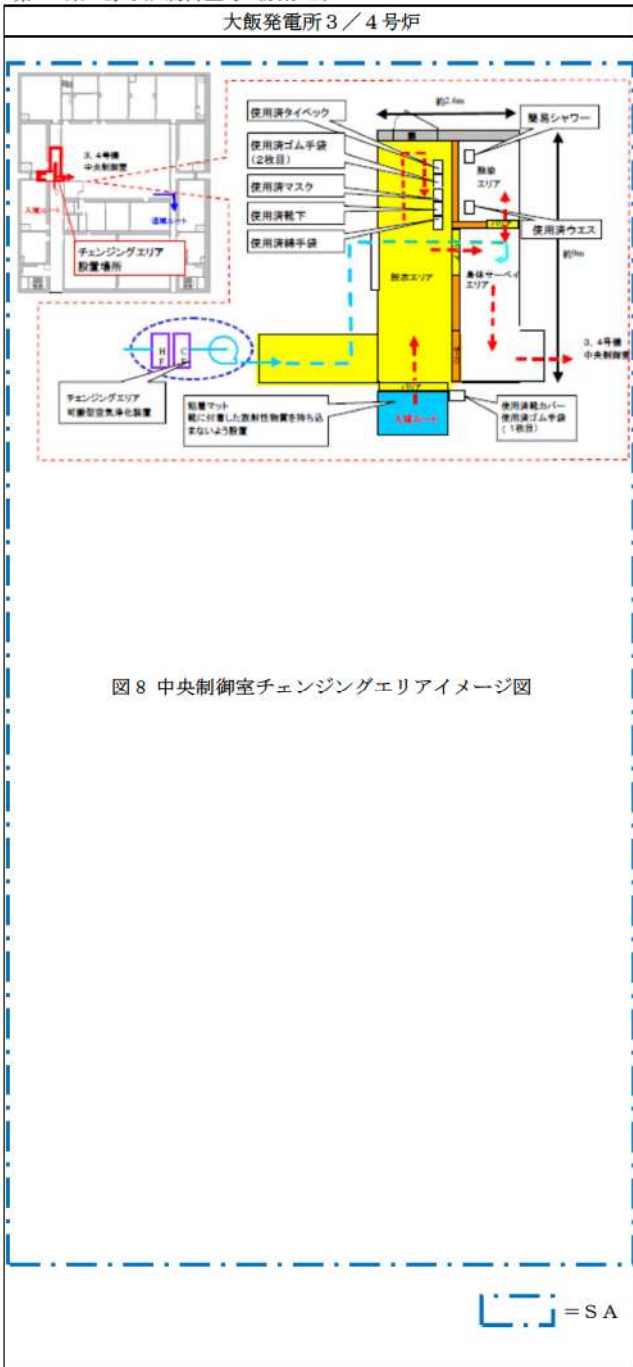 大飯発電所３／４号炉
使用済タイベック
使用済ゴム手袋
(2枚目)
使用済マスク
使用済靴下
使用済綿手袋
約2.6m
簡易シャワー
除染
エリア
使用済ウエス
約9m
3, 4号機
中央制御室
入域ルート
退域ルート
チェンジングエリア
設置場所
脱衣エリア
身体サーベイ
エリア
3, 4号機
中央制御室
チェンジングエリア
可搬型空気浄化装置
粘着マット
靴に付着した放射性物質を持ち込
まないよう設置
バリア
入域ルート
使用済靴カバー
使用済ゴム手袋
(1枚目)
図８ 中央制御室チェンジングエリアイメージ図
＝ＳＡ